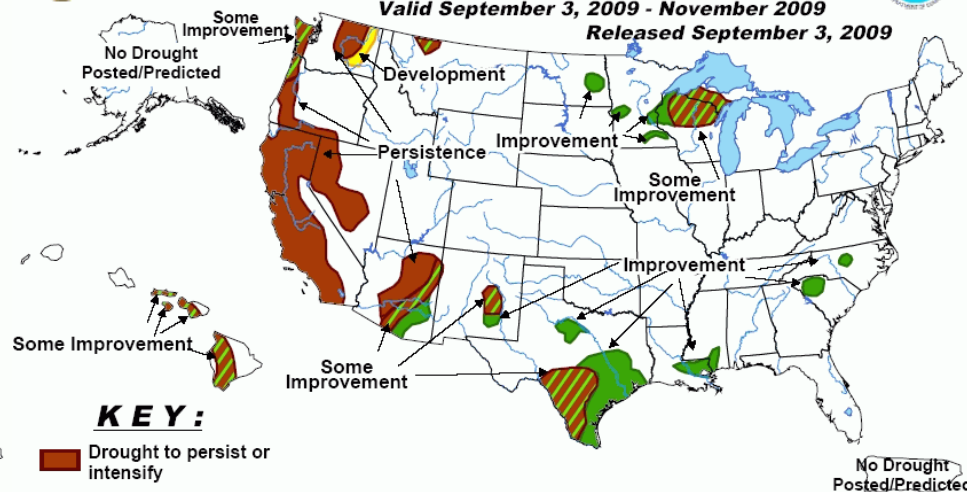 Valid September 3, 2009 - November 2009
Released September 3, 2009
Some
Improvement
No Drought
Posted/Predicted
Development
Persistence
Improvement
Some
Improvement
Improvement
Some Improvement
Some
Improvement
KEY:
Drought to persist or
intensify
No Drought
Posted/Predicted